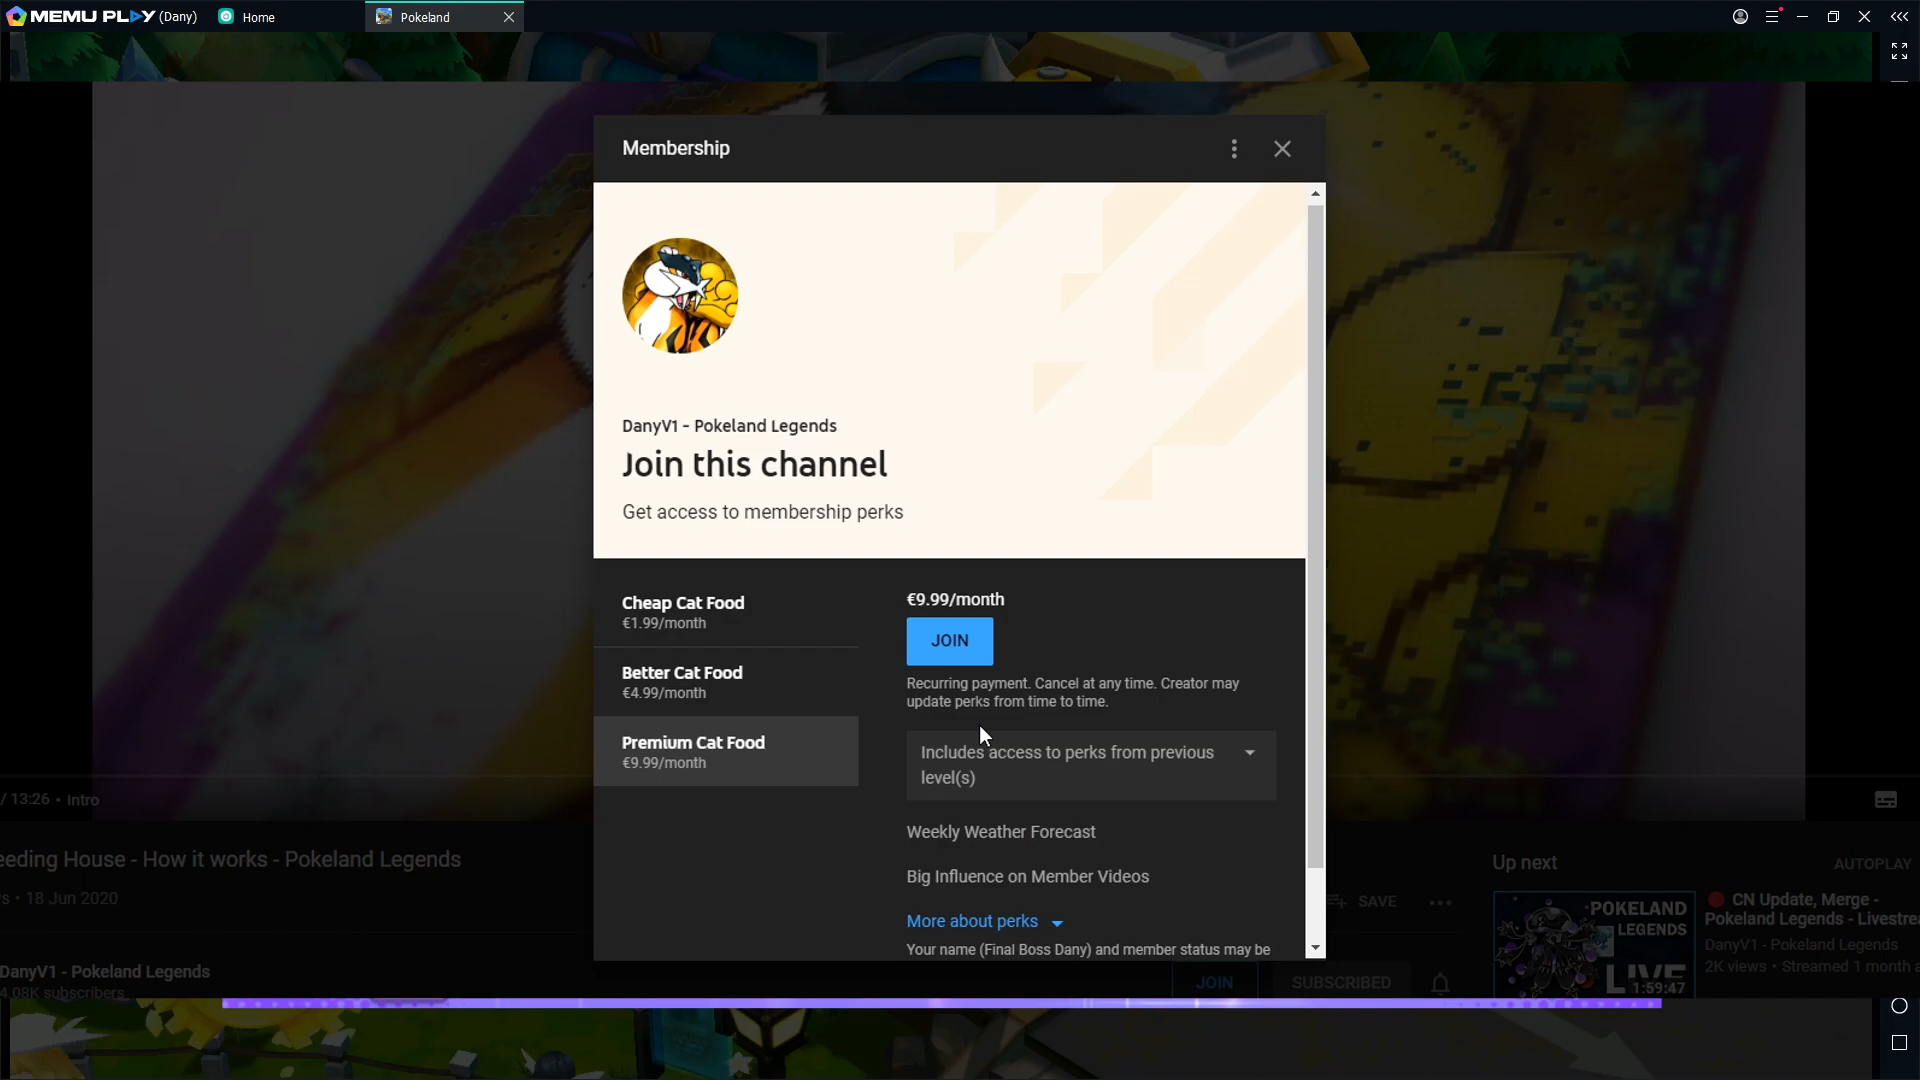 MEMU PLAY (Dany)
Home
Pokeland
Membership
DanyV1 - Pokeland Legends
Join this channel
Get access to membership perks
Cheap Cat Food
€1.99/month
Better Cat Food
€4.99/month
Premium Cat Food
€9.99/month
€9.99/month
JOIN
Recurring payment. Cancel at any time. Creator may
update perks from time to time.
Includes access to perks from previous
level(s)
Weekly Weather Forecast
Big Influence on Member Videos
More about perks
Your name (Final Boss Dany) and member status may be
/ 13:26 • Intro
eeding House - How it works - Pokeland Legends
s • 18 Jun 2020
SAVE
DanyV1 - Pokeland Legends
4.08K subscribers
JOIN
SUBSCRIBED
Up next
AUTOPLAY
POKELAND
LEGENDS
LIVE
1:59:47
CN Update, Merge -
Pokeland Legends - Livestrea
DanyV1 - Pokeland Legends
2K views • Streamed 1 month a